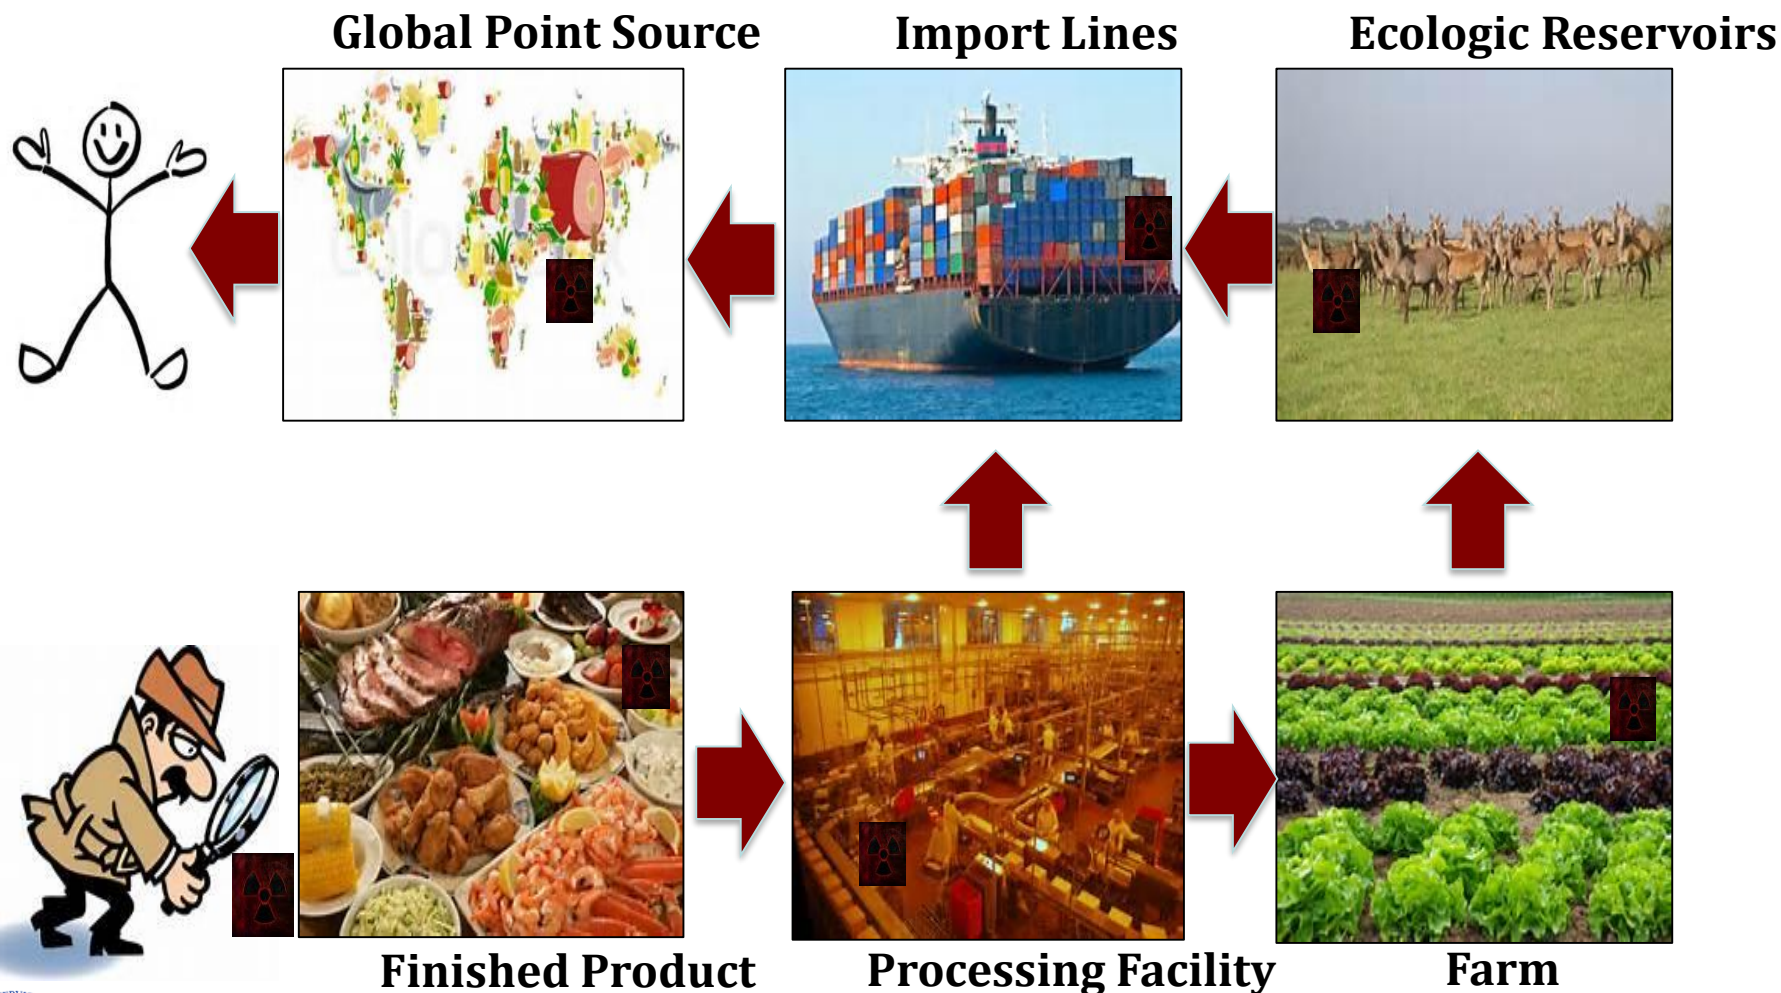 Global Point Source
Import Lines
Ecologic Reservoirs
Finished Product
Processing Facility
Farm